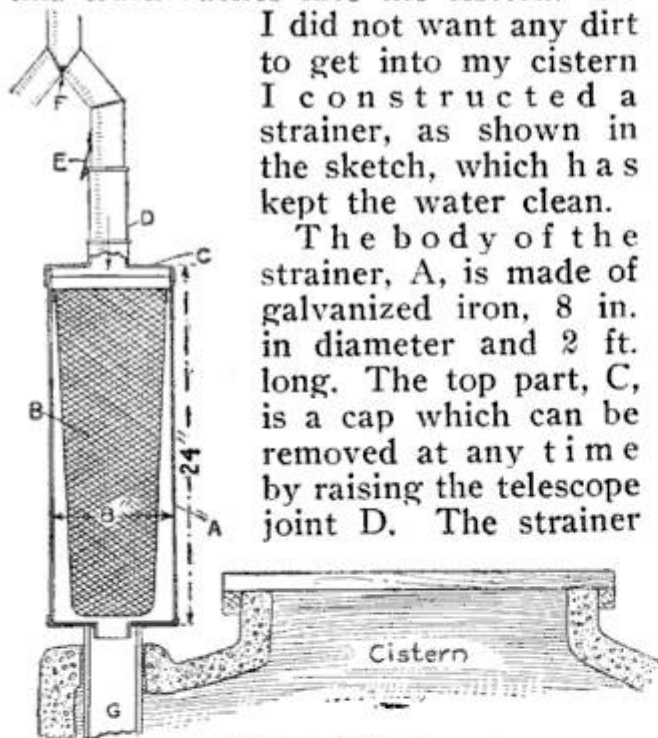 I did not want any dirt
to get into my cistern
I constructed a
strainer, as shown in
the sketch, which has
kept the water clean.
The body of the
strainer, A, is made of
galvanized iron, 8 in.
in diameter and 2 ft.
long. The top part, C,
is a cap which can be
removed at any time
by raising the telescope
joint D. The strainer
F
E
D
C
B
24"
8"
A
Cistern
G